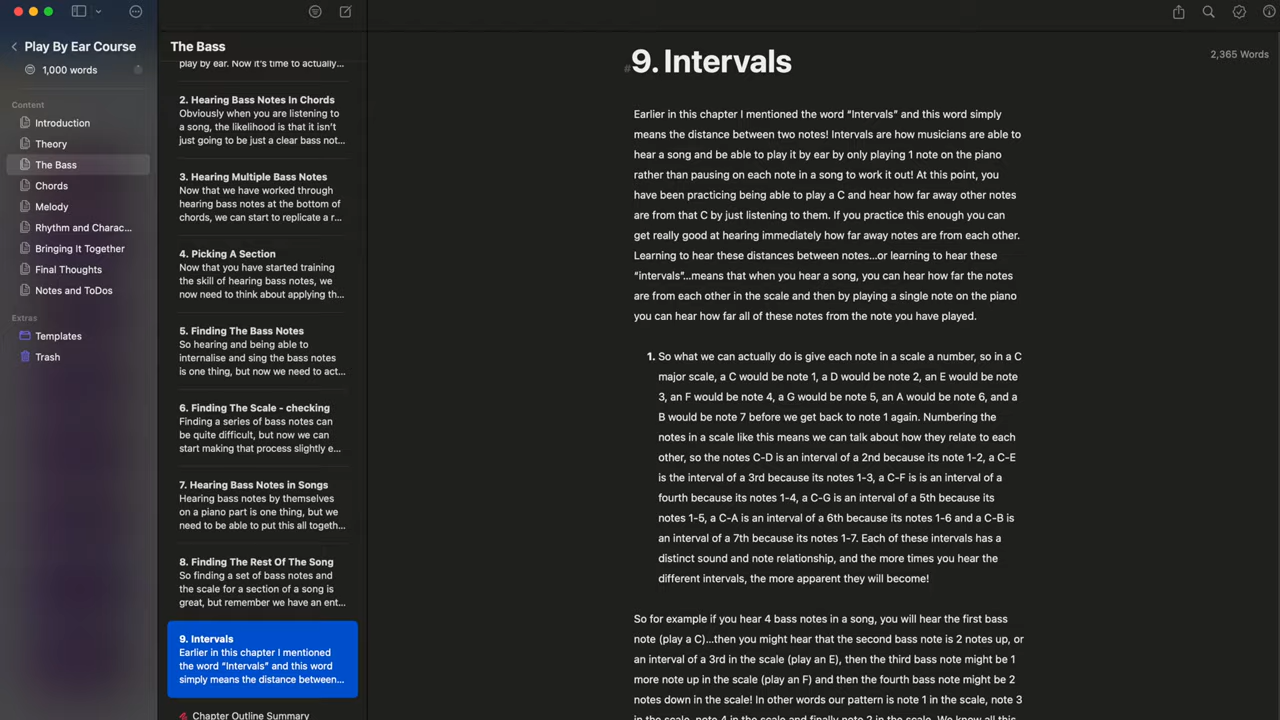 Play By Ear Course
1,000 words
Content
Introduction
Theory
The Bass
Chords
Melody
Rhythm and Charac...
Bringing It Together
Final Thoughts
Notes and ToDos
Extras
Templates
Trash
The Bass
play by ear. Now it's time to actually...
2. Hearing Bass Notes In Chords
Obviously when you are listening to
a song, the likelihood is that it isn't
just going to be just a clear bass not...
3. Hearing Multiple Bass Notes
Now that we have worked through
hearing bass notes at the bottom of
chords, we can start to replicate a r...
4. Picking A Section
Now that you have started training
the skill of hearing bass notes, we
now need to think about applying th...
5. Finding The Bass Notes
So hearing and being able to
internalise and sing the bass notes
is one thing, but now we need to act...
6. Finding The Scale - checking
Finding a series of bass notes can
be quite difficult, but now we can
start making that process slightly e...
7. Hearing Bass Notes in Songs
Hearing bass notes by themselves
on a piano part is one thing, but we
need to be able to put this all togeth...
8. Finding The Rest Of The Song
So finding a set of bass notes and
the scale for a section of a song is
great, but remember we have an ent...
9. Intervals
Earlier in this chapter I mentioned
the word “Intervals” and this word
simply means the distance between...
Chapter Outline Summary
2,365 Words
#9. Intervals
Earlier in this chapter I mentioned the word “Intervals” and this word simply
means the distance between two notes! Intervals are how musicians are able to
hear a song and be able to play it by ear by only playing 1 note on the piano
rather than pausing on each note in a song to work it out! At this point, you
have been practicing being able to play a C and hear how far away other notes
are from that C by just listening to them. If you practice this enough you can
get really good at hearing immediately how far away notes are from each other.
Learning to hear these distances between notes...or learning to hear these
“intervals”...means that when you hear a song, you can hear how far the notes
are from each other in the scale and then by playing a single note on the piano
you can hear how far all of these notes from the note you have played.
1. So what we can actually do is give each note in a scale a number, so in a C
major scale, a C would be note 1, a D would be note 2, an E would be note
3, an F would be note 4, a G would be note 5, an A would be note 6, and a
B would be note 7 before we get back to note 1 again. Numbering the
notes in a scale like this means we can talk about how they relate to each
other, so the notes C-D is an interval of a 2nd because its note 1-2, a C-E
is the interval of a 3rd because its notes 1-3, a C-F is is an interval of a
fourth because its notes 1-4, a C-G is an interval of a 5th because its
notes 1-5, a C-A is an interval of a 6th because its notes 1-6 and a C-B is
an interval of a 7th because its notes 1-7. Each of these intervals has a
distinct sound and note relationship, and the more times you hear the
different intervals, the more apparent they will become!
So for example if you hear 4 bass notes in a song, you will hear the first bass
note (play a C)...then you might hear that the second bass note is 2 notes up, or
an interval of a 3rd in the scale (play an E), then the third bass note might be 1
more note up in the scale (play an F) and then the fourth bass note might be 2
notes down in the scale! In other words our pattern is note 1 in the scale, note 3
in the scale, note 4 in the scale and finally note 2 in the scale. We know all this